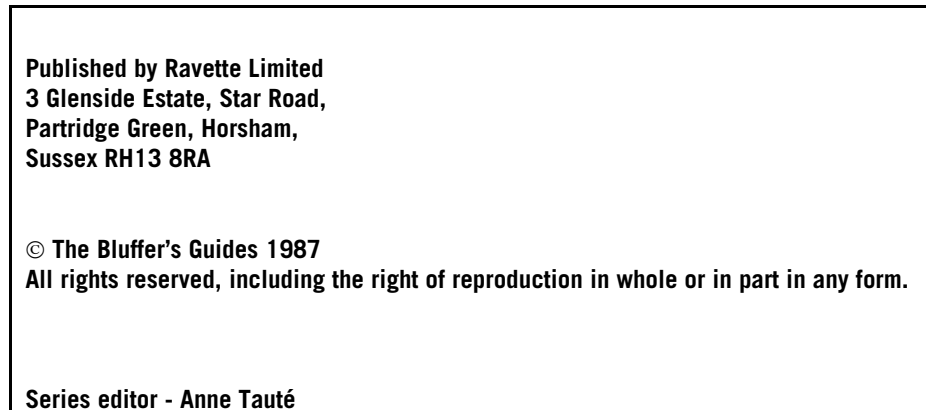 Published by Ravette Limited
3 Glenside Estate, Star Road,
Partridge Green, Horsham,
Sussex RH13 8RA
© The Bluffer's Guides 1987
All rights reserved, including the right of reproduction in whole or in part in any form.
Series editor - Anne Tauté